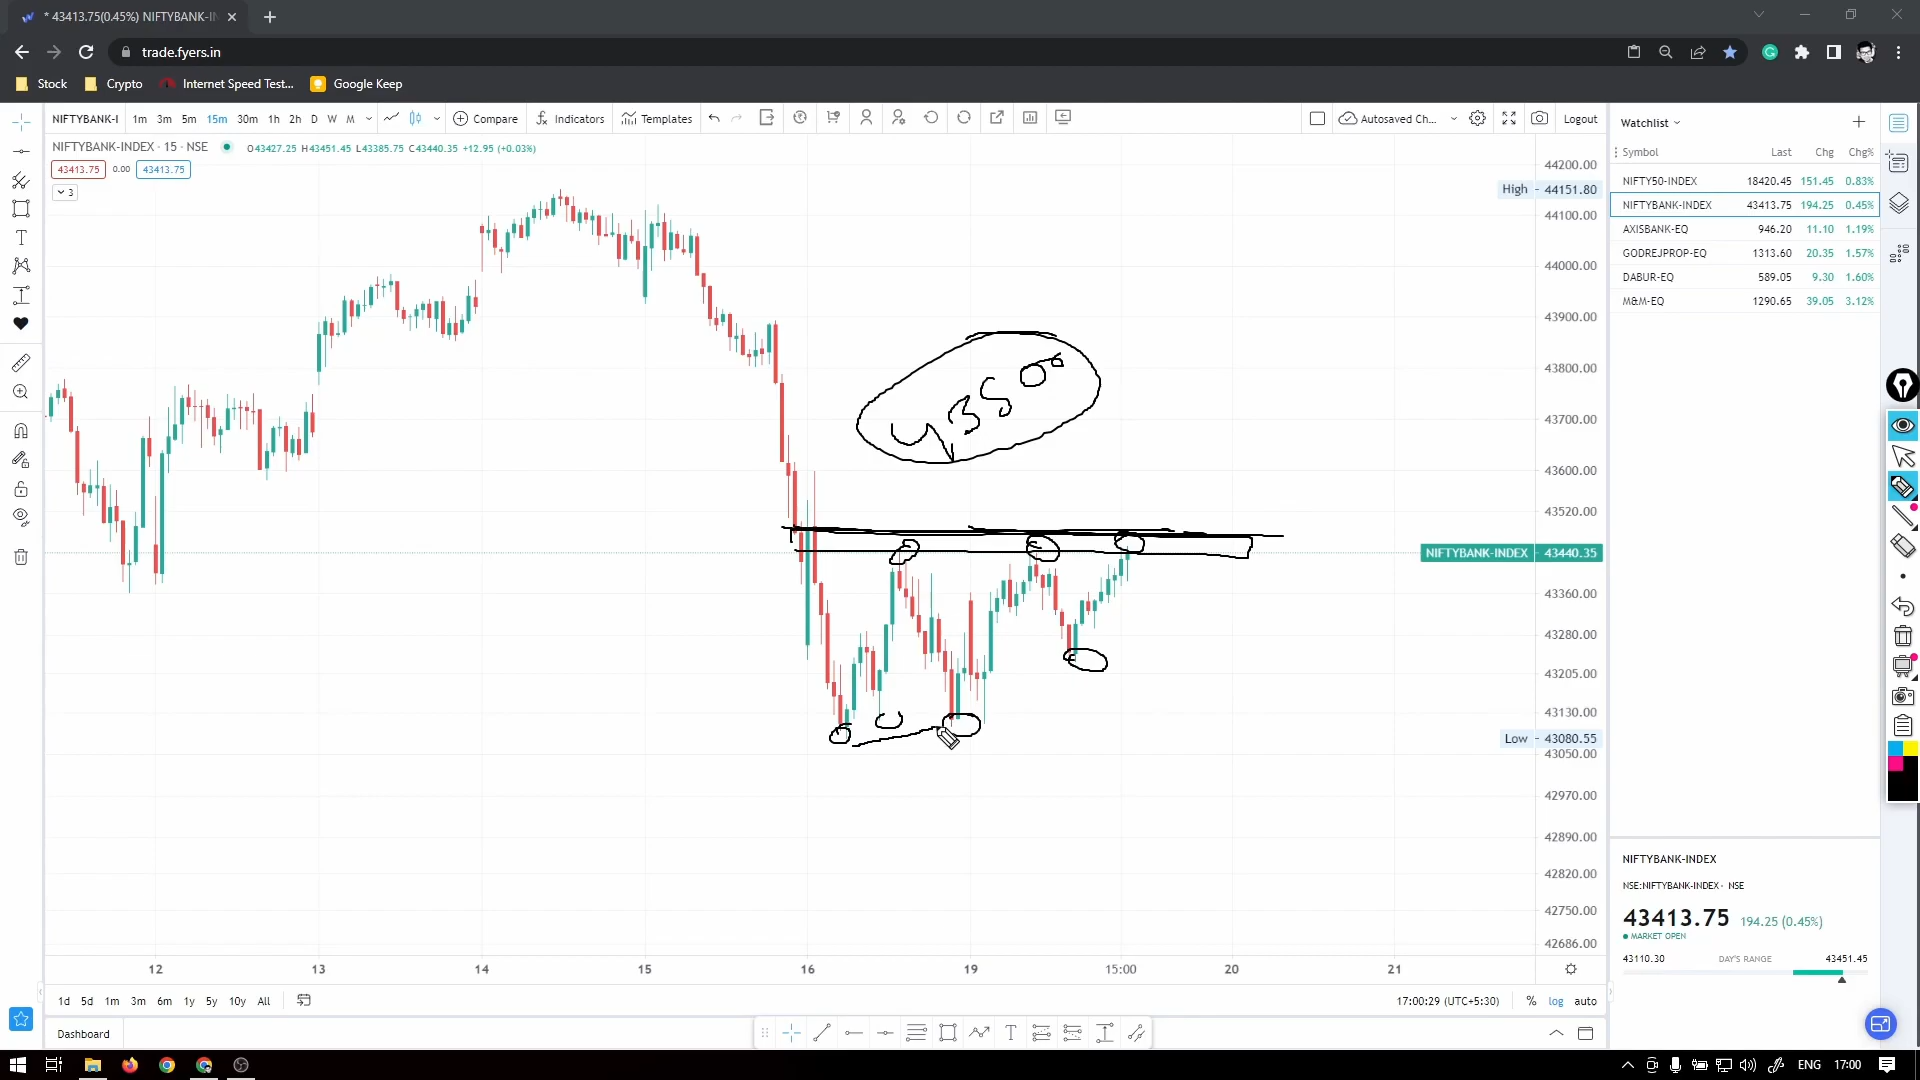 * 43413.75(0.45%) NIFTYBANK-IN
trade.fyers.in
Stock Crypto Internet Speed Test... Google Keep
NIFTYBANK-I 1m 3m 5m 15m 30m 1h 2h D W M Compare Indicators Templates Autosaved Ch... Logout
NIFTYBANK-INDEX · 15 · NSE O43427.25 H43451.45 L43385.75 C43440.35 +12.95 (+0.03%)
43413.75 0.00 43413.75
3
44200.00
High - 44151.80
44100.00
44000.00
43900.00
43800.00
43700.00
43600.00
43520.00
NIFTYBANK-INDEX - 43440.35
43360.00
43280.00
43205.00
43130.00
Low - 43080.55
43050.00
42970.00
42890.00
42820.00
42750.00
42686.00
12 13 14 15 16 19 15:00 20 21
1d 5d 1m 3m 6m 1y 5y 10y All 17:00:29 (UTC+5:30) % log auto
Dashboard
Watchlist
Symbol Last Chg Chg%
NIFTY50-INDEX 18420.45 151.45 0.83%
NIFTYBANK-INDEX 43413.75 194.25 0.45%
AXISBANK-EQ 946.20 11.10 1.19%
GODREJPROP-EQ 1313.60 20.35 1.57%
DABUR-EQ 589.05 9.30 1.60%
M&M-EQ 1290.65 39.05 3.12%
NIFTYBANK-INDEX
NSE:NIFTYBANK-INDEX · NSE
43413.75 194.25 (0.45%)
MARKET OPEN
43110.30 DAY'S RANGE 43451.45
ENG 17:00